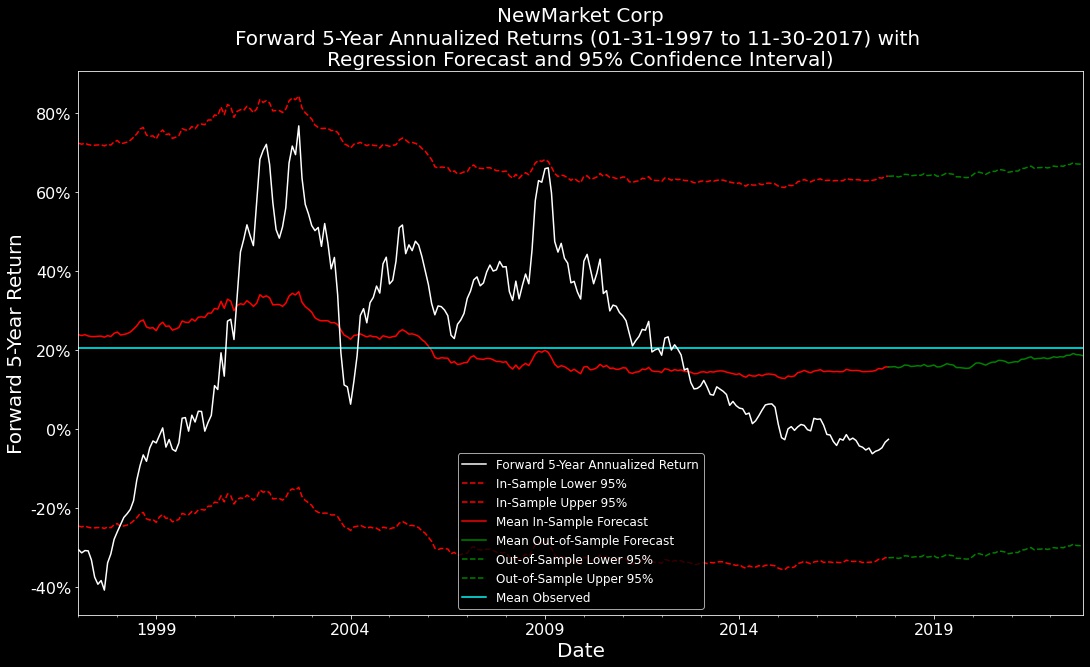 NewMarket Corp
Forward 5-Year Annualized Returns (01-31-1997 to 11-30-2017) with
Regression Forecast and 95% Confidence Interval)
80%
60%
40%
20%
0%
-20%
-40%
Forward 5-Year Return
Forward 5-Year Annualized Return
In-Sample Lower 95%
In-Sample Upper 95%
Mean In-Sample Forecast
Mean Out-of-Sample Forecast
Out-of-Sample Lower 95%
Out-of-Sample Upper 95%
Mean Observed
1999
2004
2009
2014
2019
Date